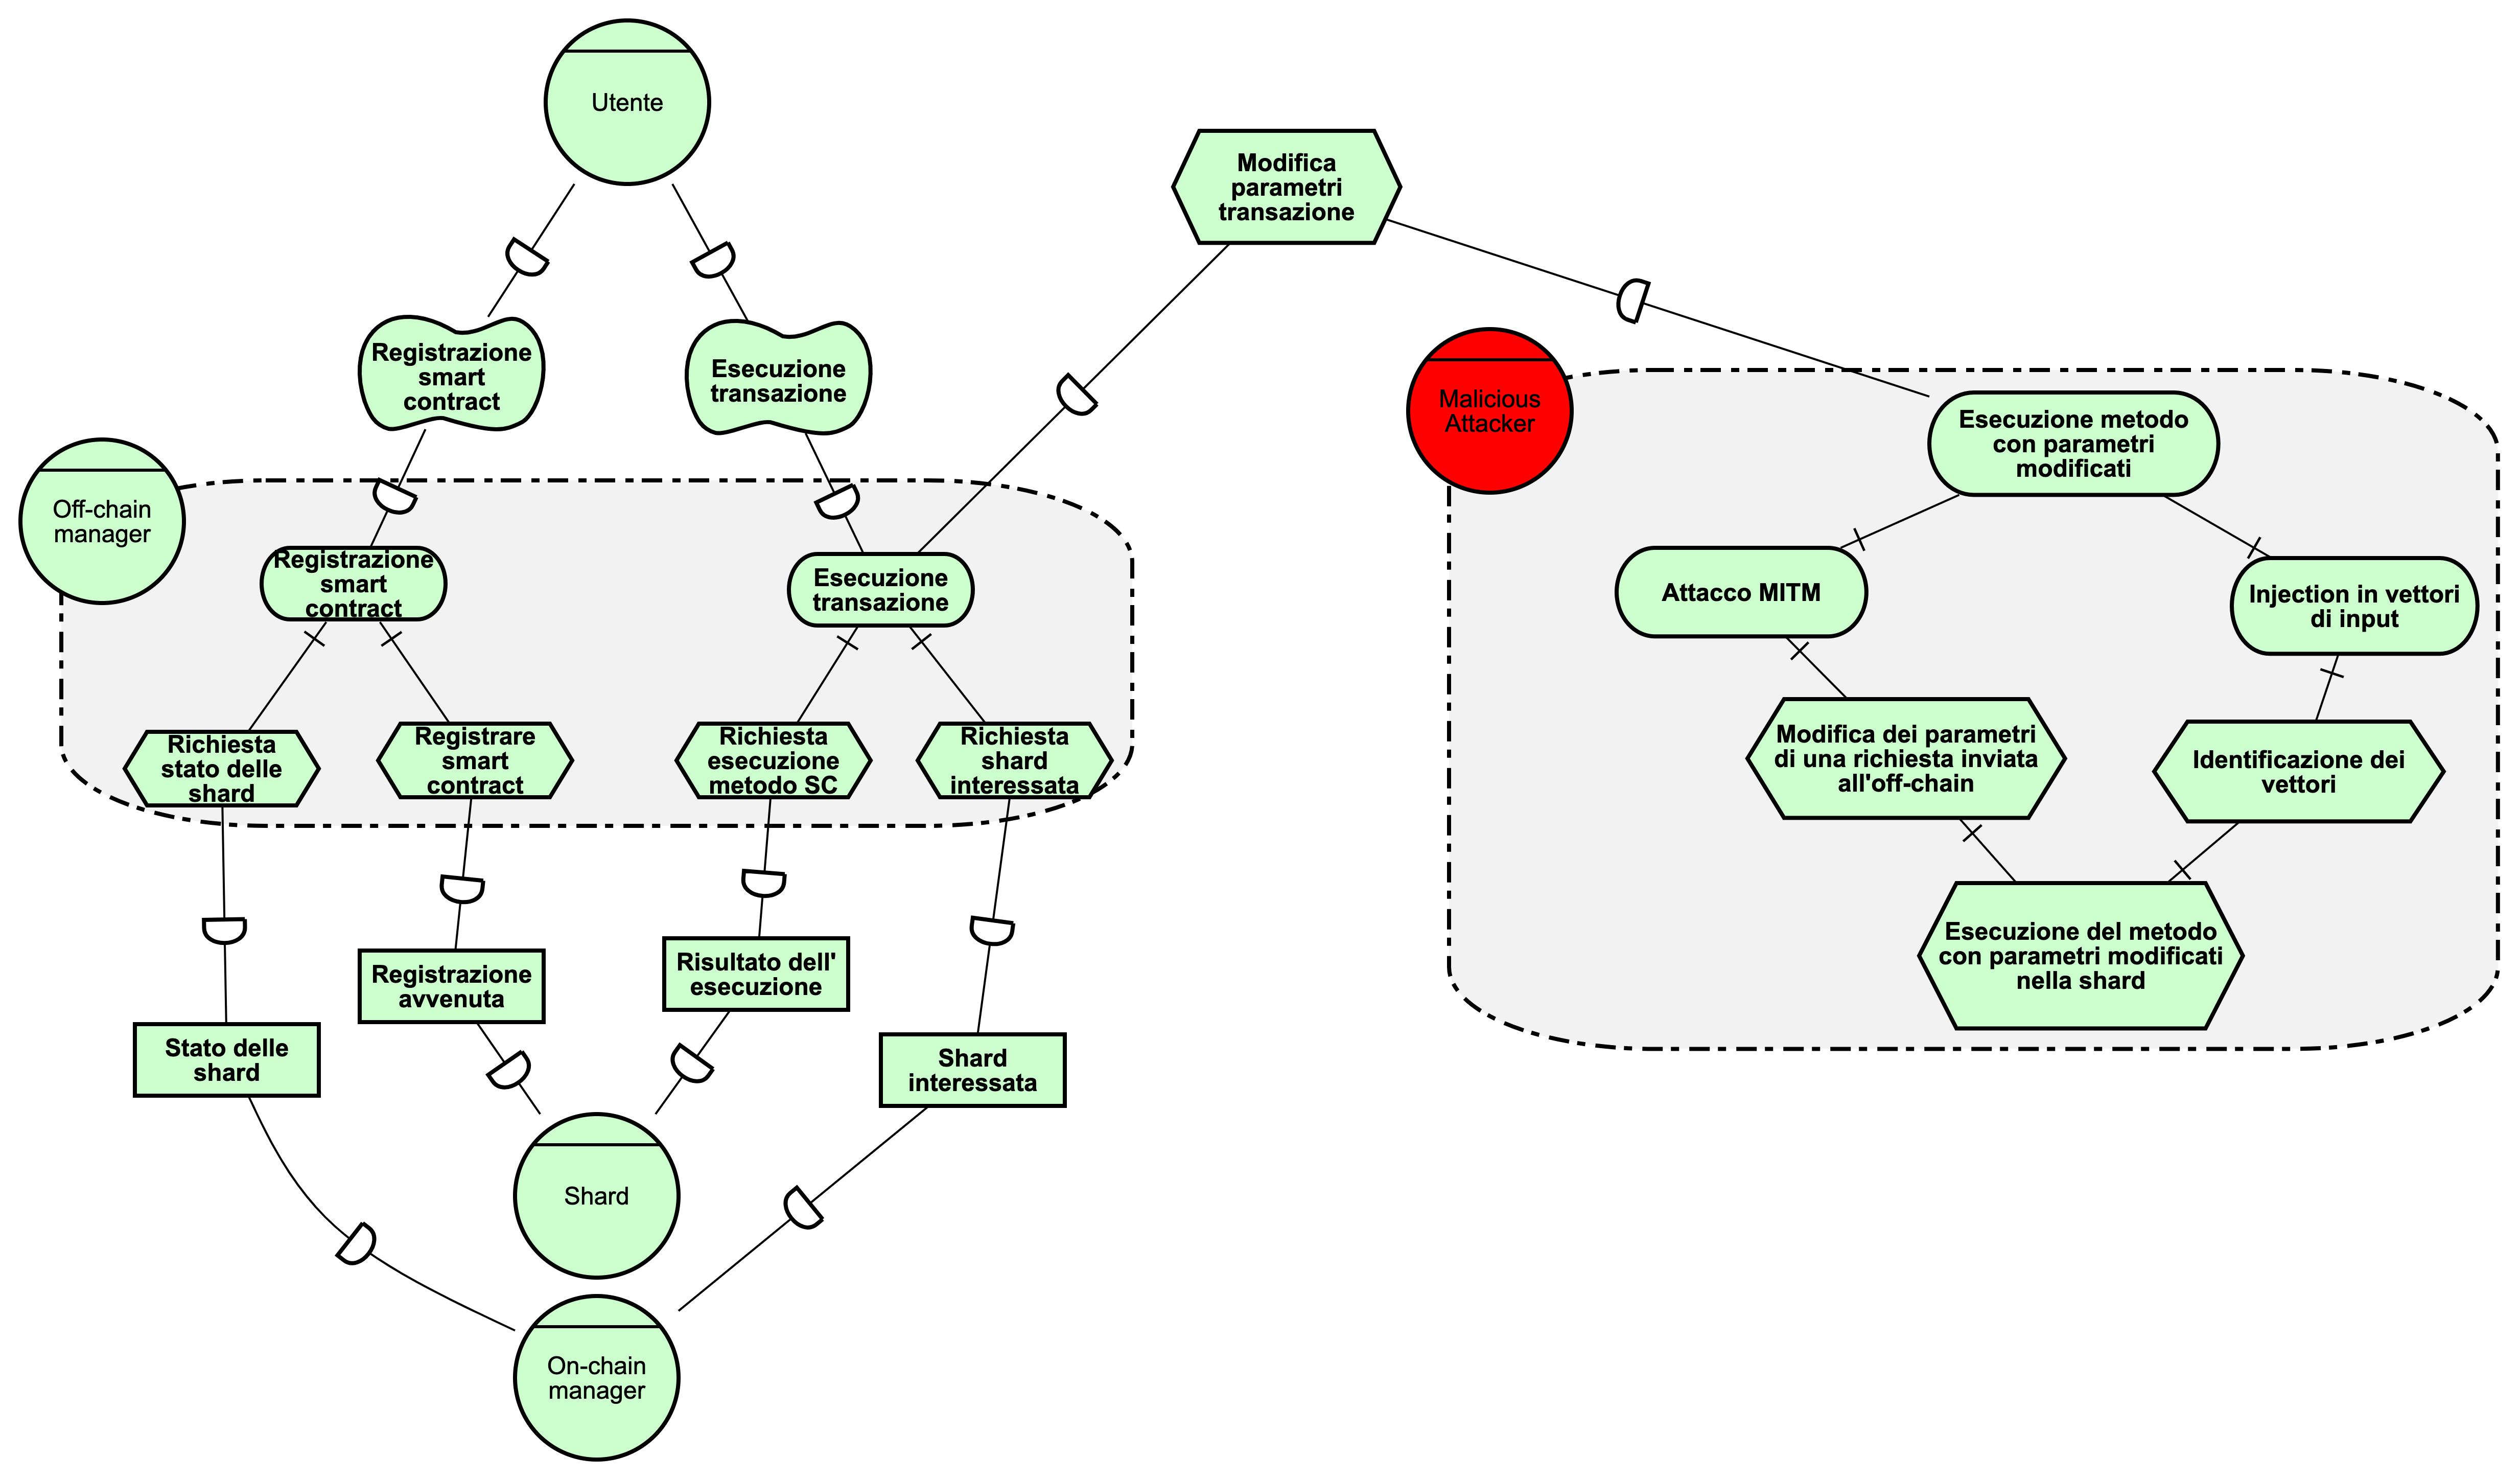 Utente
Modifica
parametri
transazione
Registrazione
smart
contract
Esecuzione
transazione
Malicious
Attacker
Esecuzione metodo
con parametri
modificati
Off-chain
manager
Registrazione
smart
contract
Esecuzione
transazione
Attacco MITM
Injection in vettori
di input
Richiesta
stato delle
shard
Registrare
smart
contract
Richiesta
esecuzione
metodo SC
Richiesta
shard
interessata
Modifica dei parametri
di una richiesta inviata
all'off-chain
Identificazione dei
vettori
Esecuzione del metodo
con parametri modificati
nella shard
Registrazione
avvenuta
Risultato dell'
esecuzione
Stato delle
shard
Shard
interessata
Shard
On-chain
manager